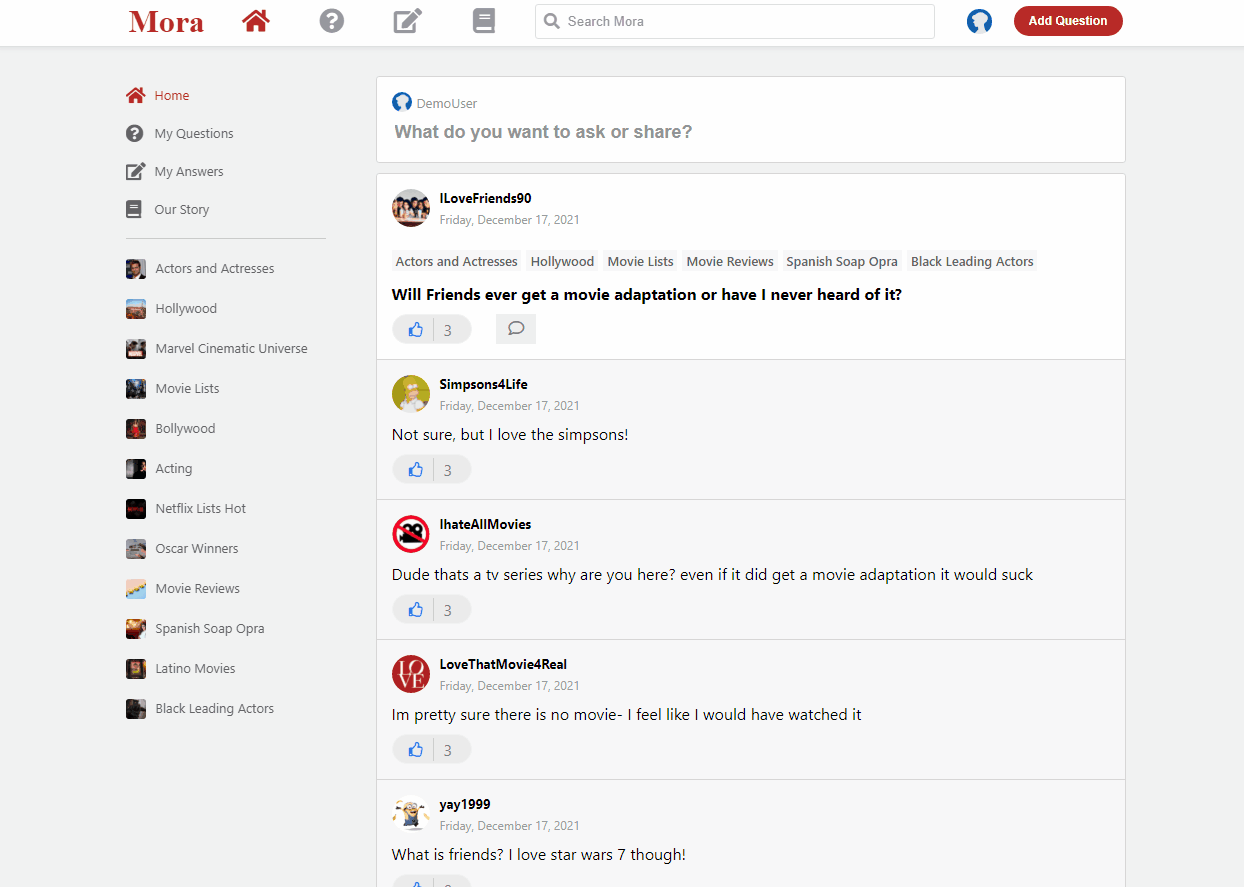 Mora
Search Mora
Add Question
Home
My Questions
My Answers
Our Story
Actors and Actresses
Hollywood
Marvel Cinematic Universe
Movie Lists
Bollywood
Acting
Netflix Lists Hot
Oscar Winners
Movie Reviews
Spanish Soap Opra
Latino Movies
Black Leading Actors
DemoUser
What do you want to ask or share?
ILoveFriends90
Friday, December 17, 2021
Actors and Actresses Hollywood Movie Lists Movie Reviews Spanish Soap Opra Black Leading Actors
Will Friends ever get a movie adaptation or have I never heard of it?
3
Simpsons4Life
Friday, December 17, 2021
Not sure, but I love the simpsons!
3
IhateAllMovies
Friday, December 17, 2021
Dude thats a tv series why are you here? even if it did get a movie adaptation it would suck
3
LOVE
LoveThatMovie4Real
Friday, December 17, 2021
Im pretty sure there is no movie- I feel like I would have watched it
3
yay1999
Friday, December 17, 2021
What is friends? I love star wars 7 though!